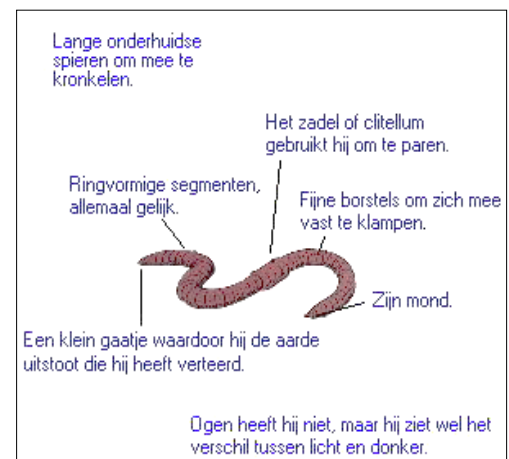 Lange onderhuidse
spieren om mee te
kronkelen.
Het zadel of clitellum
gebruikt hij om te paren.
Ringvormige segmenten,
allemaal gelijk.
Fijne borstels om zich mee
vast te klampen.
Zijn mond.
Een klein gaatje waardoor hij de aarde
uitstoot die hij heeft verteerd.
Ogen heeft hij niet, maar hij ziet wel het
verschil tussen licht en donker.